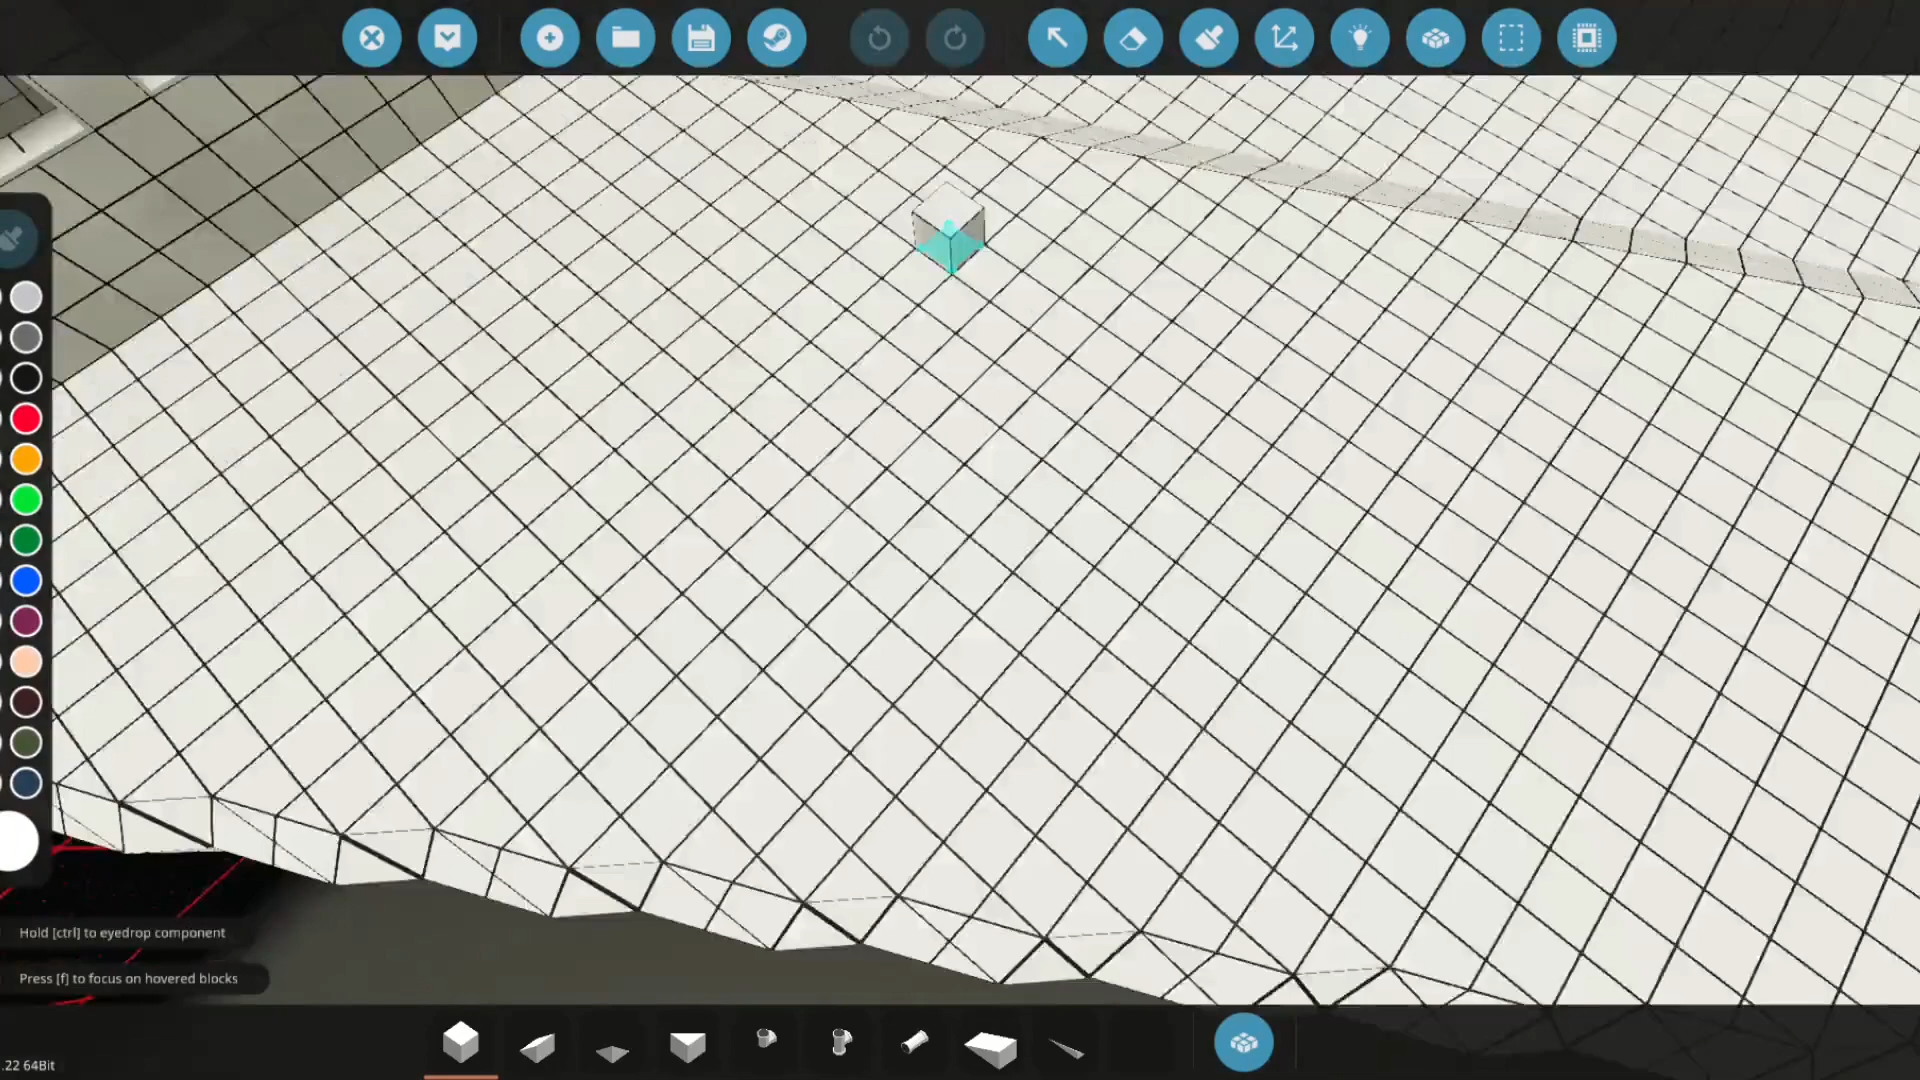 Hold [ctrl] to eyedrop component
Press [f] to focus on hovered blocks
.22 64Bit